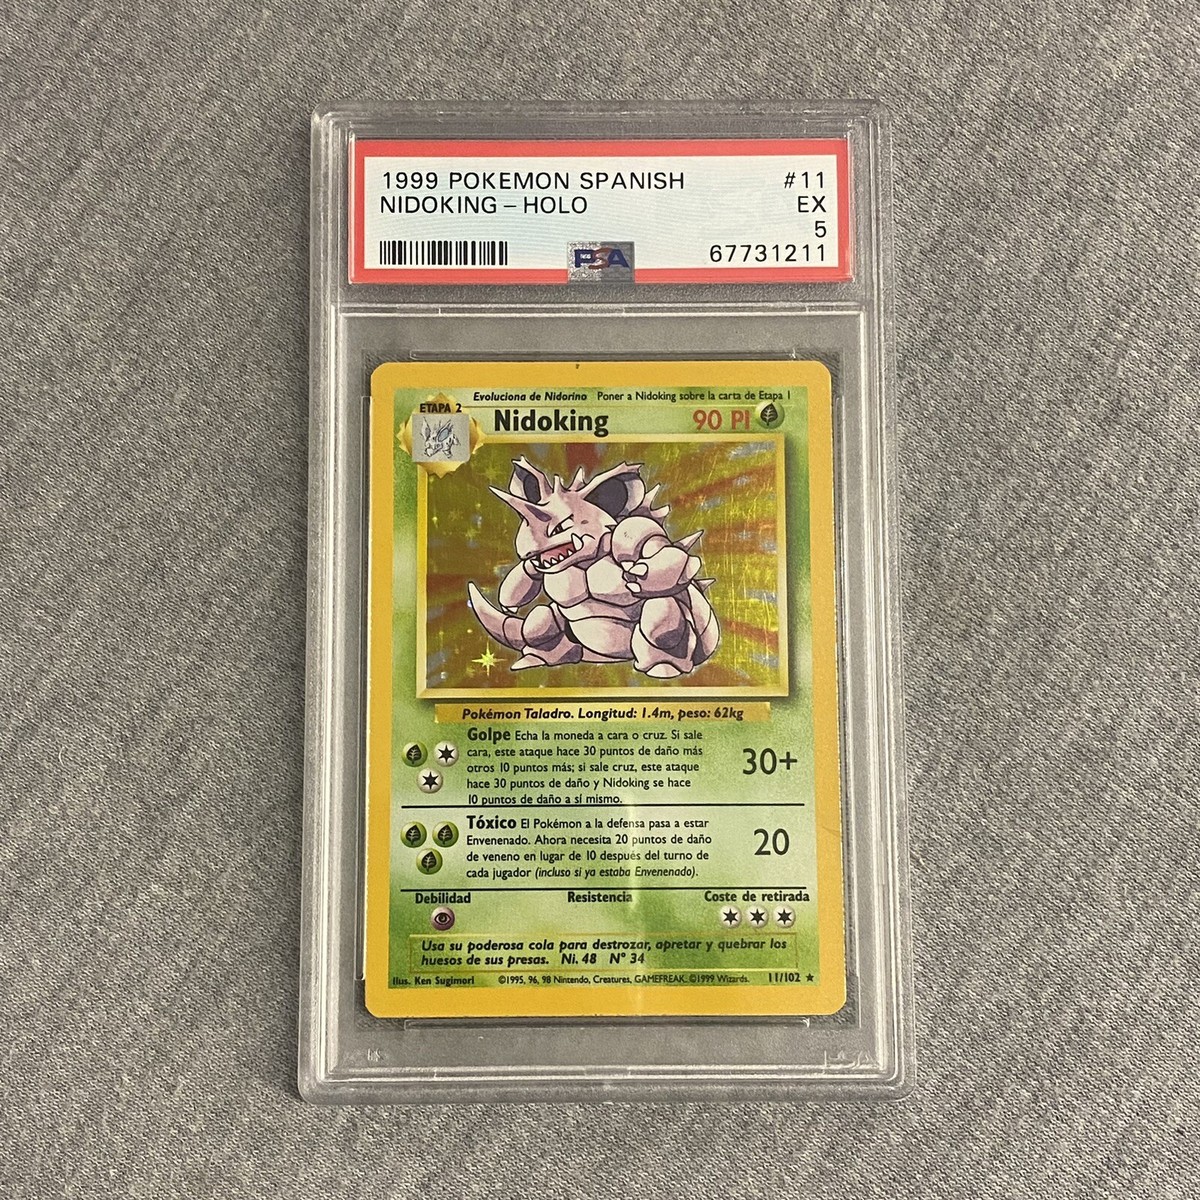 1999 POKEMON SPANISH #11
NIDOKING – HOLO EX
5
PSA 67731211
Evoluciona de Nidorino Poner a Nidoking sobre la carta de Etapa 1
ETAPA 2
Nidoking 90 PI
Pokémon Taladro. Longitud: 1.4m, peso: 62kg
Golpe Echa la moneda a cara o cruz. Si sale
cara, este ataque hace 30 puntos de daño más
otros 10 puntos más; si sale cruz, este ataque
hace 30 puntos de daño y Nidoking se hace
10 puntos de daño a sí mismo.
30+
Tóxico El Pokémon a la defensa pasa a estar
Envenenado. Ahora necesita 20 puntos de daño
de veneno en lugar de 10 después del turno de
cada jugador (incluso si ya estaba Envenenado).
20
Debilidad Resistencia Coste de retirada
Usa su poderosa cola para destrozar, apretar y quebrar los
huesos de sus presas. Ni. 48 N° 34
Ilus. Ken Sugimori ©1995, 96, 98 Nintendo, Creatures, GAMEFREAK. ©1999 Wizards. 11/102 ★